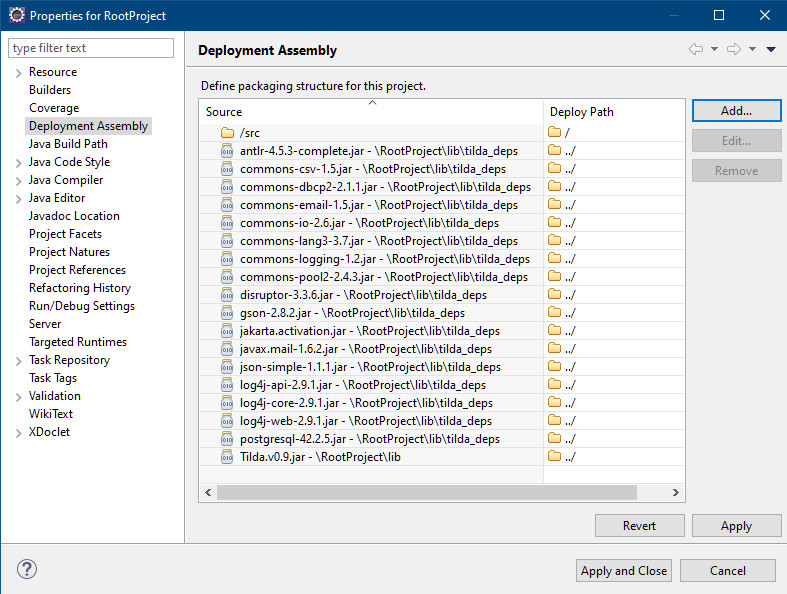 Properties for RootProject
type filter text
Resource
Builders
Coverage
Deployment Assembly
Java Build Path
Java Code Style
Java Compiler
Java Editor
Javadoc Location
Project Facets
Project Natures
Project References
Refactoring History
Run/Debug Settings
Server
Targeted Runtimes
Task Repository
Task Tags
Validation
WikiText
XDoclet
Deployment Assembly
Define packaging structure for this project.
Source Deploy Path
/src /
antlr-4.5.3-complete.jar - \RootProject\lib\tilda_deps ../
commons-csv-1.5.jar - \RootProject\lib\tilda_deps ../
commons-dbcp2-2.1.1.jar - \RootProject\lib\tilda_deps ../
commons-email-1.5.jar - \RootProject\lib\tilda_deps ../
commons-io-2.6.jar - \RootProject\lib\tilda_deps ../
commons-lang3-3.7.jar - \RootProject\lib\tilda_deps ../
commons-logging-1.2.jar - \RootProject\lib\tilda_deps ../
commons-pool2-2.4.3.jar - \RootProject\lib\tilda_deps ../
disruptor-3.3.6.jar - \RootProject\lib\tilda_deps ../
gson-2.8.2.jar - \RootProject\lib\tilda_deps ../
jakarta.activation.jar - \RootProject\lib\tilda_deps ../
javax.mail-1.6.2.jar - \RootProject\lib\tilda_deps ../
json-simple-1.1.1.jar - \RootProject\lib\tilda_deps ../
log4j-api-2.9.1.jar - \RootProject\lib\tilda_deps ../
log4j-core-2.9.1.jar - \RootProject\lib\tilda_deps ../
log4j-web-2.9.1.jar - \RootProject\lib\tilda_deps ../
postgresql-42.2.5.jar - \RootProject\lib\tilda_deps ../
Tilda.v0.9.jar - \RootProject\lib ../
Add...
Edit...
Remove
Revert Apply
Apply and Close Cancel